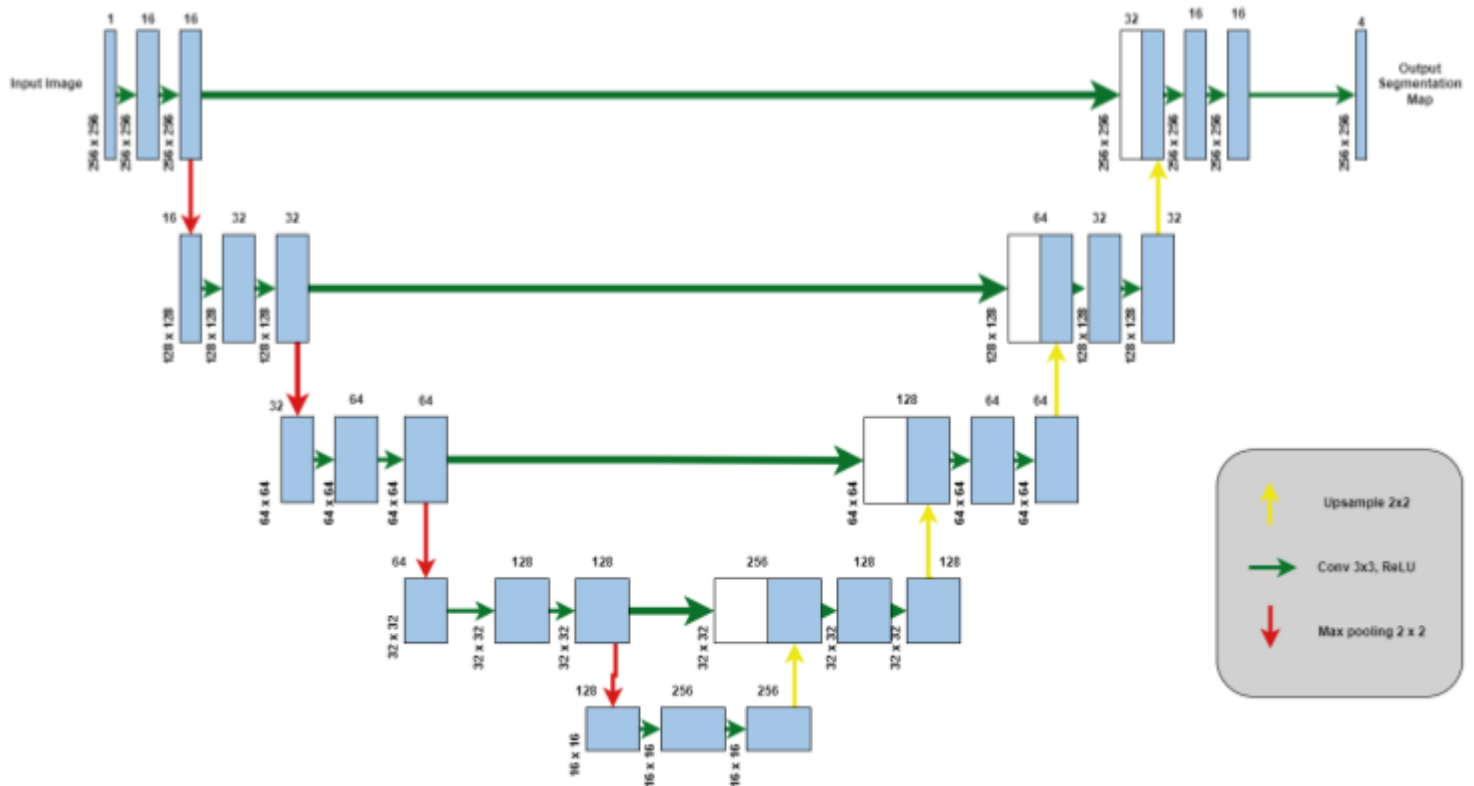 1 16 16
32 16 16 4
Input Image
Output
Segmentation
Map
256 x 256
256 x 256
256 x 256
256 x 256
256 x 256
256 x 256
256 x 256
16 32 32
64 32 32
128 x 128
128 x 128
128 x 128
128 x 128
128 x 128
128 x 128
32 64 64
128 64 64
64 x 64
64 x 64
64 x 64
64 x 64
64 x 64
64 x 64
64 128 128
256 128 128
32 x 32
32 x 32
32 x 32
32 x 32
32 x 32
32 x 32
128 256 256
16 x 16
16 x 16
16 x 16
Upsample 2x2
Conv 3x3, ReLU
Max pooling 2 x 2